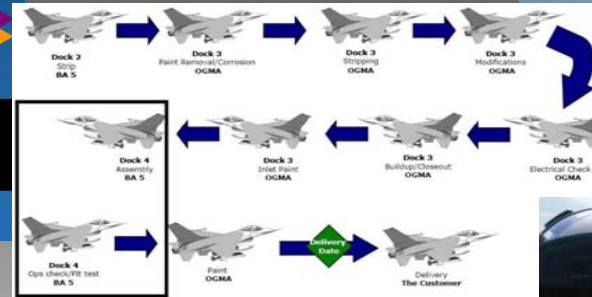 Dock 2
Strip
BA 5
Dock 3
Paint Removal/Corrosion
OGMA
Dock 3
Stripping
OGMA
Dock 3
Modifications
OGMA
Dock 4
Assembly
BA 5
Dock 3
Inlet Paint
OGMA
Dock 3
Buildup/Closeout
OGMA
Dock 3
Electrical Check
OGMA
Dock 4
Ops check/Flt test
BA 5
Paint
OGMA
Delivery
Date
Delivery
The Customer